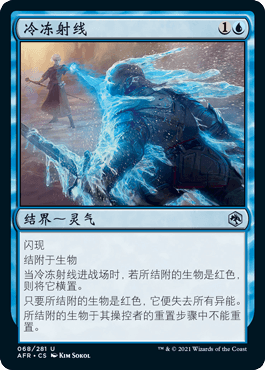 冷冻射线 1
结界～灵气
闪现
结附于生物
当冷冻射线进战场时，若所结附的生物是红色，
则将它横置。
只要所结附的生物是红色，它便失去所有异能。
所结附的生物于其操控者的重置步骤中不能重
置。
068/281 U
AFR • CS KIM SOKOL
™ & © 2021 Wizards of the Coast